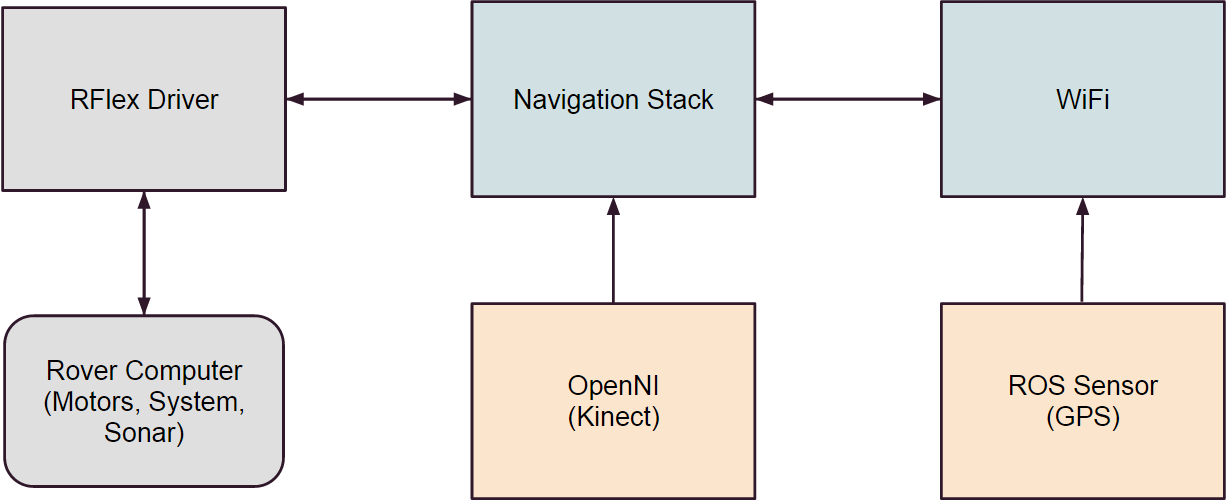 RFlex Driver
Navigation Stack
WiFi
Rover Computer
(Motors, System,
Sonar)
OpenNI
(Kinect)
ROS Sensor
(GPS)